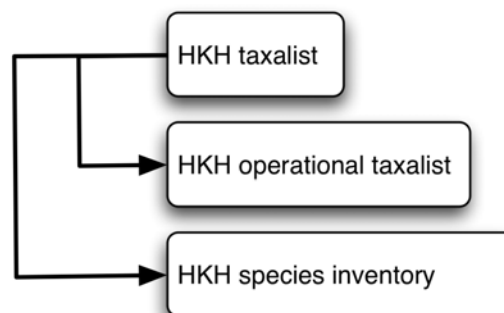 HKH taxalist
HKH operational taxalist
HKH species inventory